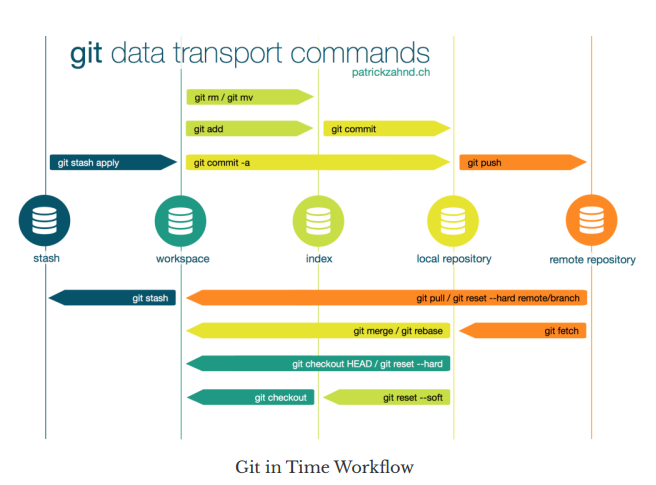 git data transport commands
patrickzahnd.ch
git rm / git mv
git add
git commit
git stash apply
git commit -a
git push
stash
workspace
index
local repository
remote repository
git stash
git pull / git reset --hard remote/branch
git merge / git rebase
git fetch
git checkout HEAD / git reset --hard
git checkout
git reset --soft
Git in Time Workflow